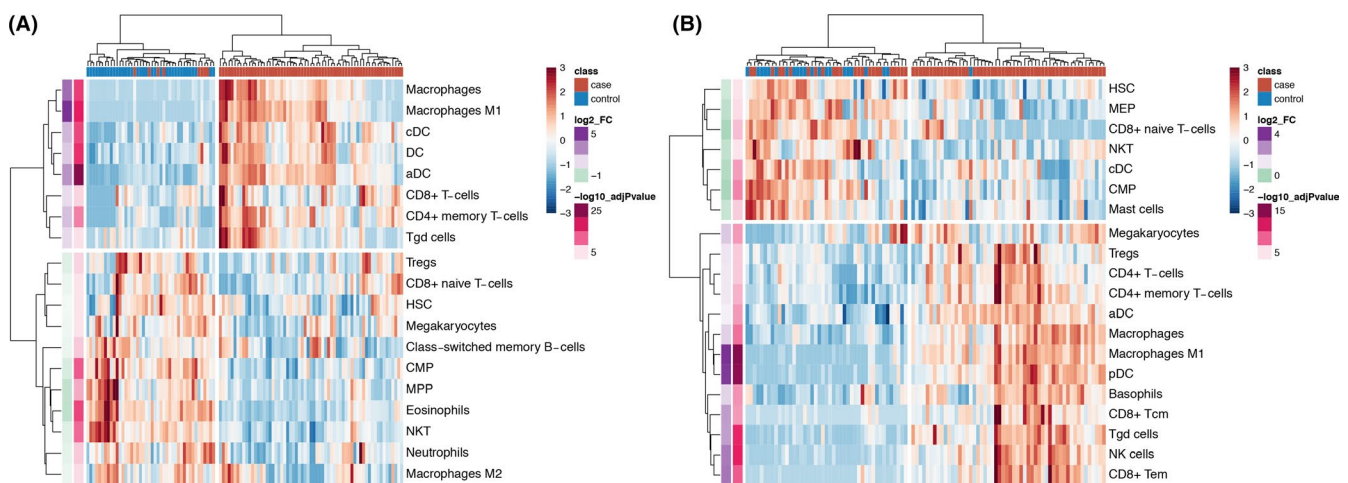 (A)
class
case
control
log2_FC
5
-1
-log10_adjPvalue
25
5
3
2
1
0
-1
-2
-3
Macrophages
Macrophages M1
cDC
DC
aDC
CD8+ T-cells
CD4+ memory T-cells
Tgd cells
Tregs
CD8+ naive T-cells
HSC
Megakaryocytes
Class-switched memory B-cells
CMP
MPP
Eosinophils
NKT
Neutrophils
Macrophages M2
(B)
class
case
control
log2_FC
4
0
-log10_adjPvalue
15
5
3
2
1
0
-1
-2
-3
HSC
MEP
CD8+ naive T-cells
NKT
cDC
CMP
Mast cells
Megakaryocytes
Tregs
CD4+ T-cells
CD4+ memory T-cells
aDC
Macrophages
Macrophages M1
pDC
Basophils
CD8+ Tcm
Tgd cells
NK cells
CD8+ Tem